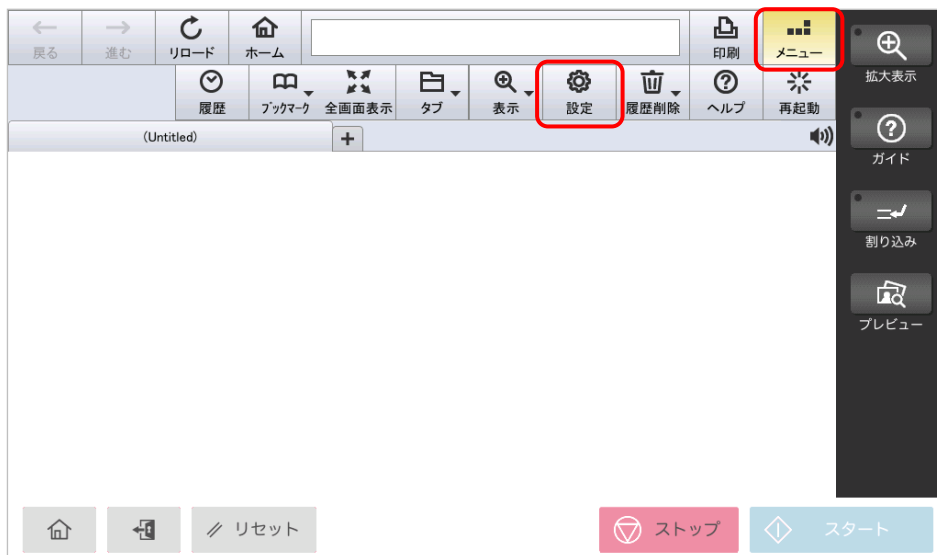 戻る
進む
リロード
ホーム
印刷
メニュー
履歴
ブックマーク
全画面表示
タブ
表示
設定
履歴削除
ヘルプ
再起動
(Untitled)
拡大表示
ガイド
割り込み
プレビュー
リセット
ストップ
スタート